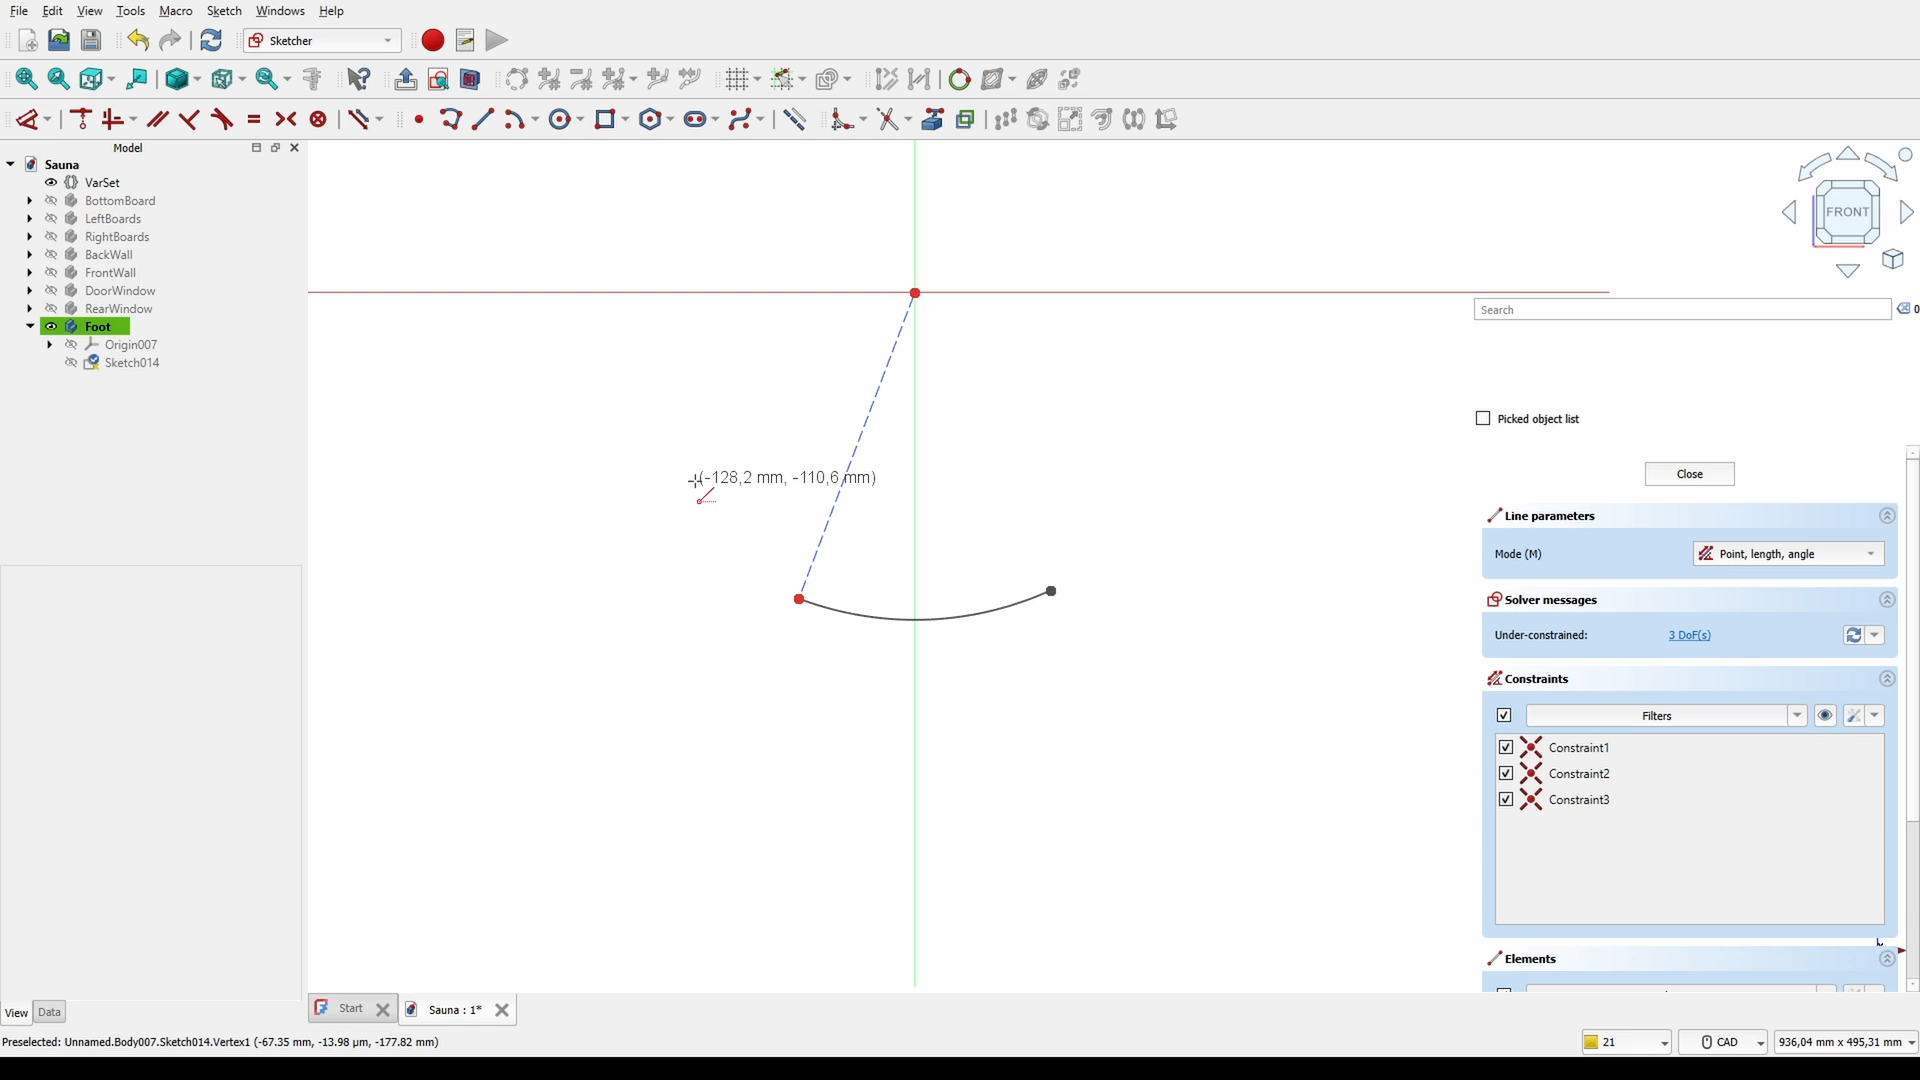 File Edit View Tools Macro Sketch Windows Help
Sketcher
Model
Sauna
VarSet
BottomBoard
LeftBoards
RightBoards
BackWall
FrontWall
DoorWindow
RearWindow
Foot
Origin007
Sketch014
FRONT
(-128,2 mm, -110,6 mm)
Search
0
Picked object list
Close
Line parameters
Mode (M) Point, length, angle
Solver messages
Under-constrained: 3 DoF(s)
Constraints
Filters
Constraint1
Constraint2
Constraint3
Elements
View Data
Start Sauna : 1*
Preselected: Unnamed.Body007.Sketch014.Vertex1 (-67.35 mm, -13.98 µm, -177.82 mm)
21 CAD 936,04 mm x 495,31 mm